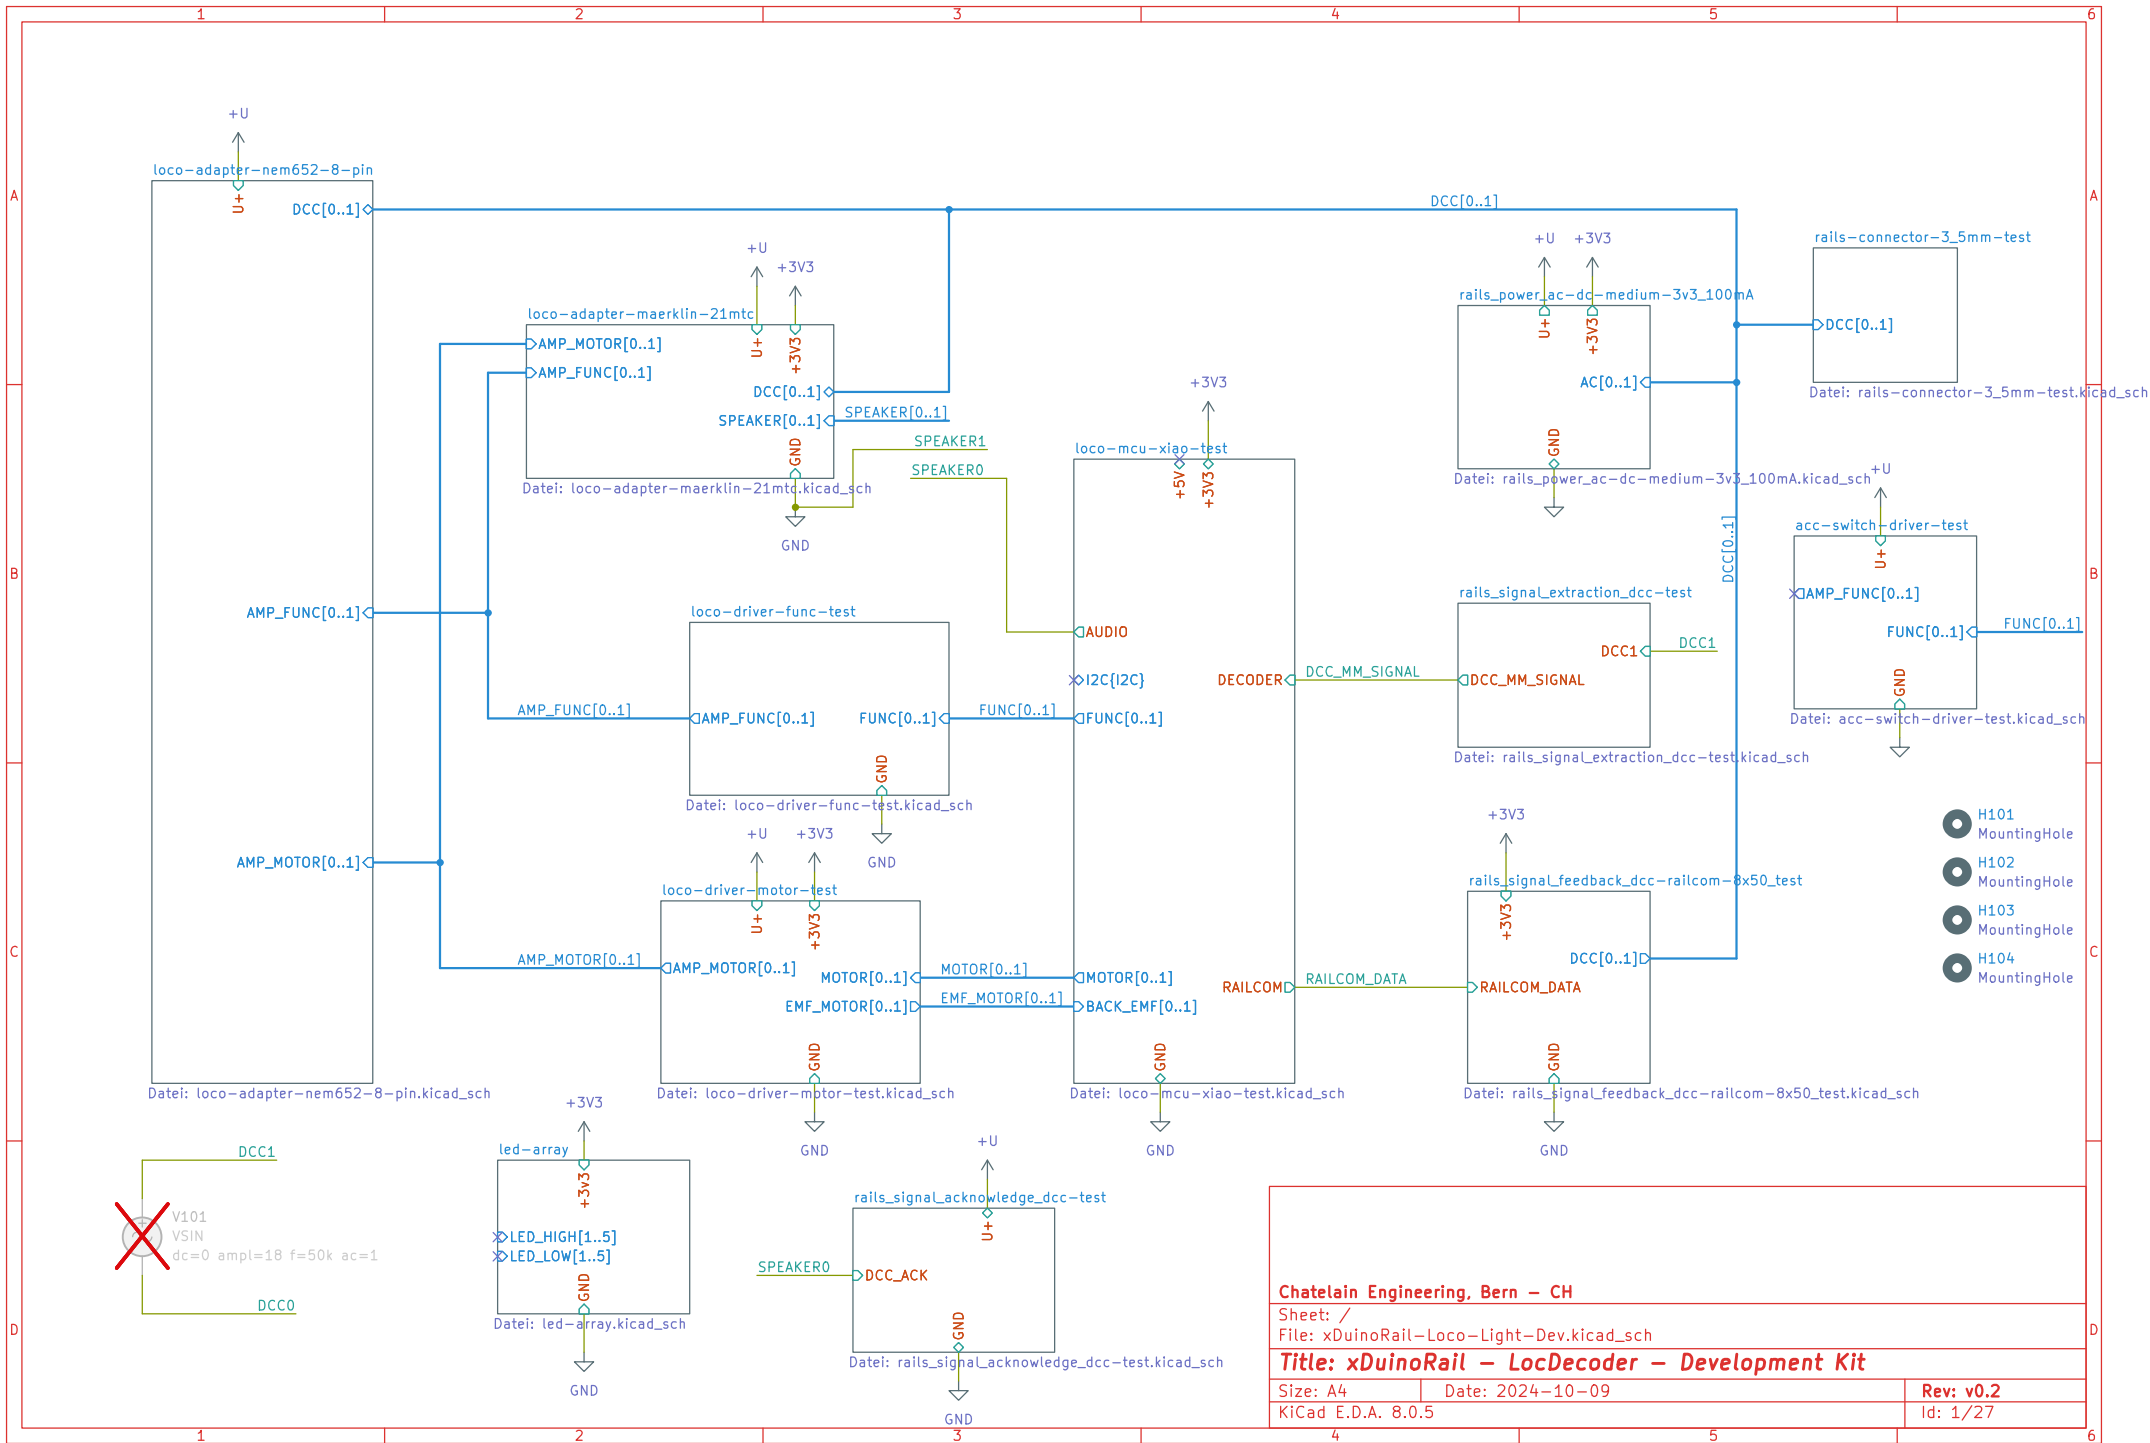 1 2 3 4 5 6
A
B
C
D
A
B
C
D
1 2 3 4 5 6
+U
loco-adapter-nem652-8-pin
U+
DCC[0..1]
AMP_FUNC[0..1]
AMP_MOTOR[0..1]
Datei: loco-adapter-nem652-8-pin.kicad_sch
DCC[0..1]
+U
+3V3
loco-adapter-maerklin-21mtc
AMP_MOTOR[0..1]
AMP_FUNC[0..1]
U+
+3V3
DCC[0..1]
SPEAKER[0..1]
GND
SPEAKER[0..1]
Datei: loco-adapter-maerklin-21mtc.kicad_sch
GND
SPEAKER1
SPEAKER0
loco-driver-func-test
AMP_FUNC[0..1]
AMP_FUNC[0..1]
FUNC[0..1]
GND
FUNC[0..1]
Datei: loco-driver-func-test.kicad_sch
GND
+U
+3V3
loco-driver-motor-test
U+
+3V3
AMP_MOTOR[0..1]
AMP_MOTOR[0..1]
MOTOR[0..1]
EMF_MOTOR[0..1]
GND
MOTOR[0..1]
EMF_MOTOR[0..1]
Datei: loco-driver-motor-test.kicad_sch
GND
+3V3
loco-mcu-xiao-test
+5V
+3V3
AUDIO
I2C{I2C}
FUNC[0..1]
DECODER
MOTOR[0..1]
BACK_EMF[0..1]
RAILCOM
GND
Datei: loco-mcu-xiao-test.kicad_sch
GND
DCC_MM_SIGNAL
RAILCOM_DATA
+U
+3V3
rails_power_ac-dc-medium-3v3_100mA
U+
+3V3
AC[0..1]
GND
Datei: rails_power_ac-dc-medium-3v3_100mA.kicad_sch
rails-connector-3_5mm-test
DCC[0..1]
Datei: rails-connector-3_5mm-test.kicad_sch
DCC[0..1]
rails_signal_extraction_dcc-test
DCC1
DCC1
DCC_MM_SIGNAL
Datei: rails_signal_extraction_dcc-test.kicad_sch
+U
acc-switch-driver-test
U+
AMP_FUNC[0..1]
FUNC[0..1]
FUNC[0..1]
GND
Datei: acc-switch-driver-test.kicad_sch
+3V3
rails_signal_feedback_dcc-railcom-8x50_test
+3V3
DCC[0..1]
RAILCOM_DATA
GND
Datei: rails_signal_feedback_dcc-railcom-8x50_test.kicad_sch
GND
H101
MountingHole
H102
MountingHole
H103
MountingHole
H104
MountingHole
DCC1
V101
VSIN
dc=0 ampl=18 f=50k ac=1
DCC0
+3V3
led-array
+3v3
LED_HIGH[1..5]
LED_LOW[1..5]
GND
Datei: led-array.kicad_sch
GND
+U
rails_signal_acknowledge_dcc-test
U+
SPEAKER0
DCC_ACK
GND
Datei: rails_signal_acknowledge_dcc-test.kicad_sch
GND
Chatelain Engineering, Bern - CH
Sheet: /
File: xDuinoRail-Loco-Light-Dev.kicad_sch
Title: xDuinoRail - LocDecoder - Development Kit
Size: A4 Date: 2024-10-09 Rev: v0.2
KiCad E.D.A. 8.0.5 Id: 1/27